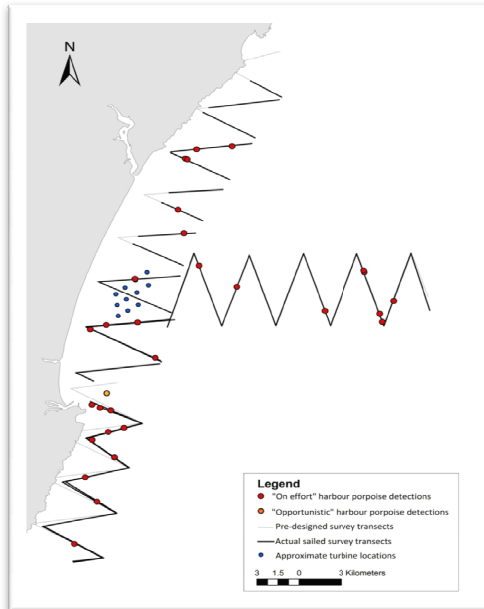 N
Legend
"On effort" harbour porpoise detections
"Opportunistic" harbour porpoise detections
Pre-designed survey transects
Actual sailed survey transects
Approximate turbine locations
3 1.5 0 3 Kilometers